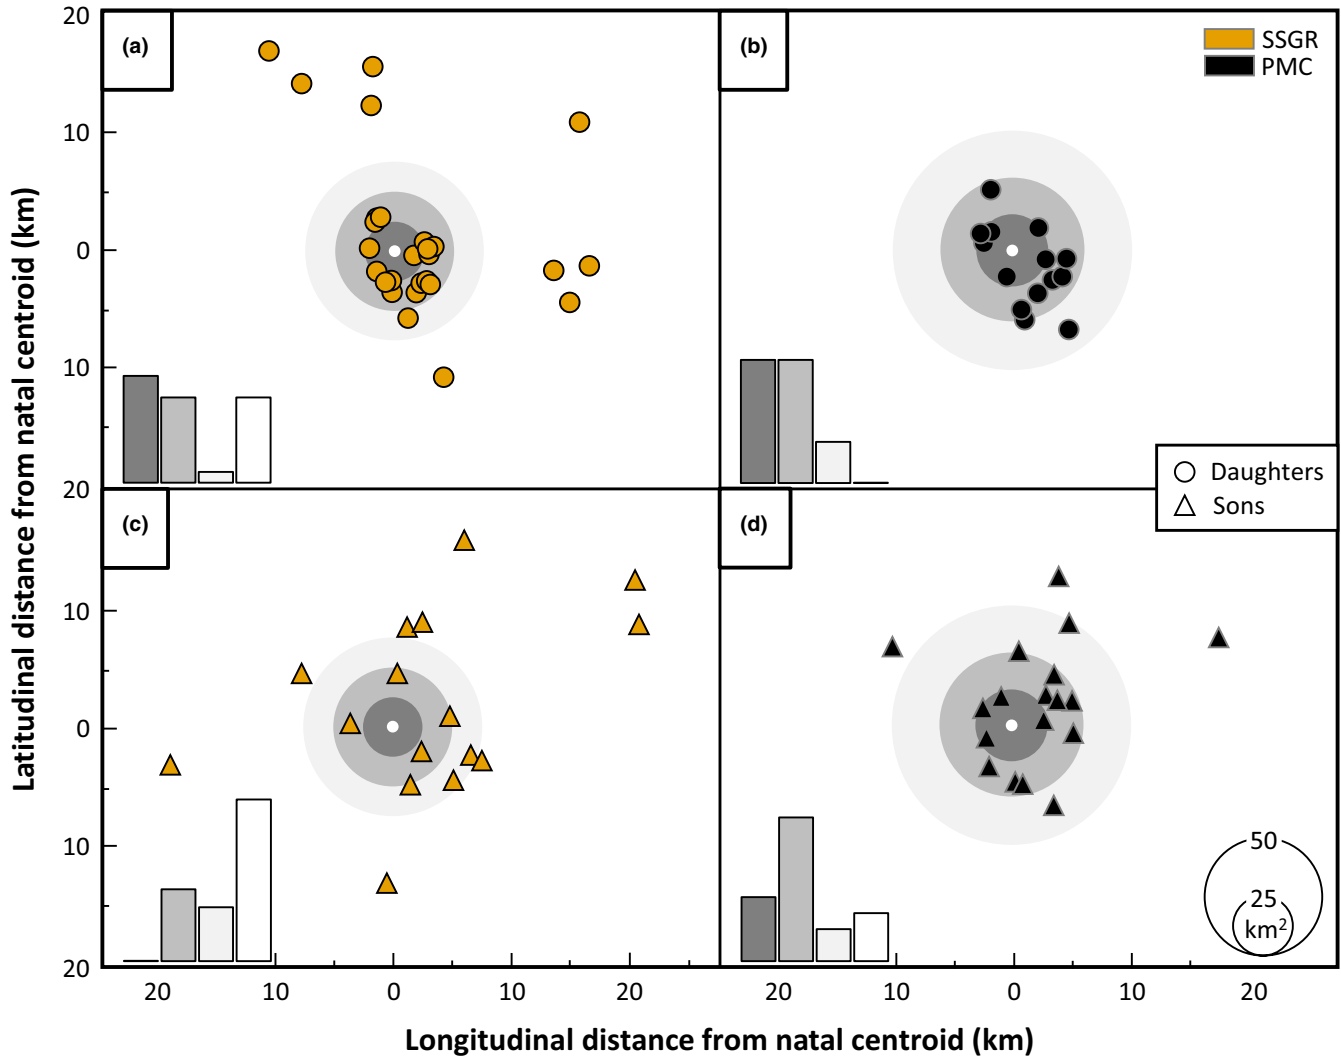 (a)
(b)
SSGR
PMC
20
10
0
10
20
Daughters
Sons
(c)
(d)
10
0
10
20
50
25
km²
20
10
0
10
20
10
0
10
20
20
Latitudinal distance from natal centroid (km)
Longitudinal distance from natal centroid (km)